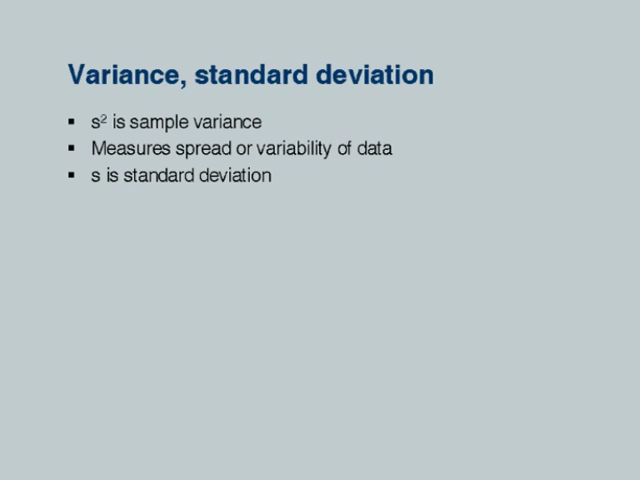 Variance, standard deviation
▪ s² is sample variance
▪ Measures spread or variability of data
▪ s is standard deviation